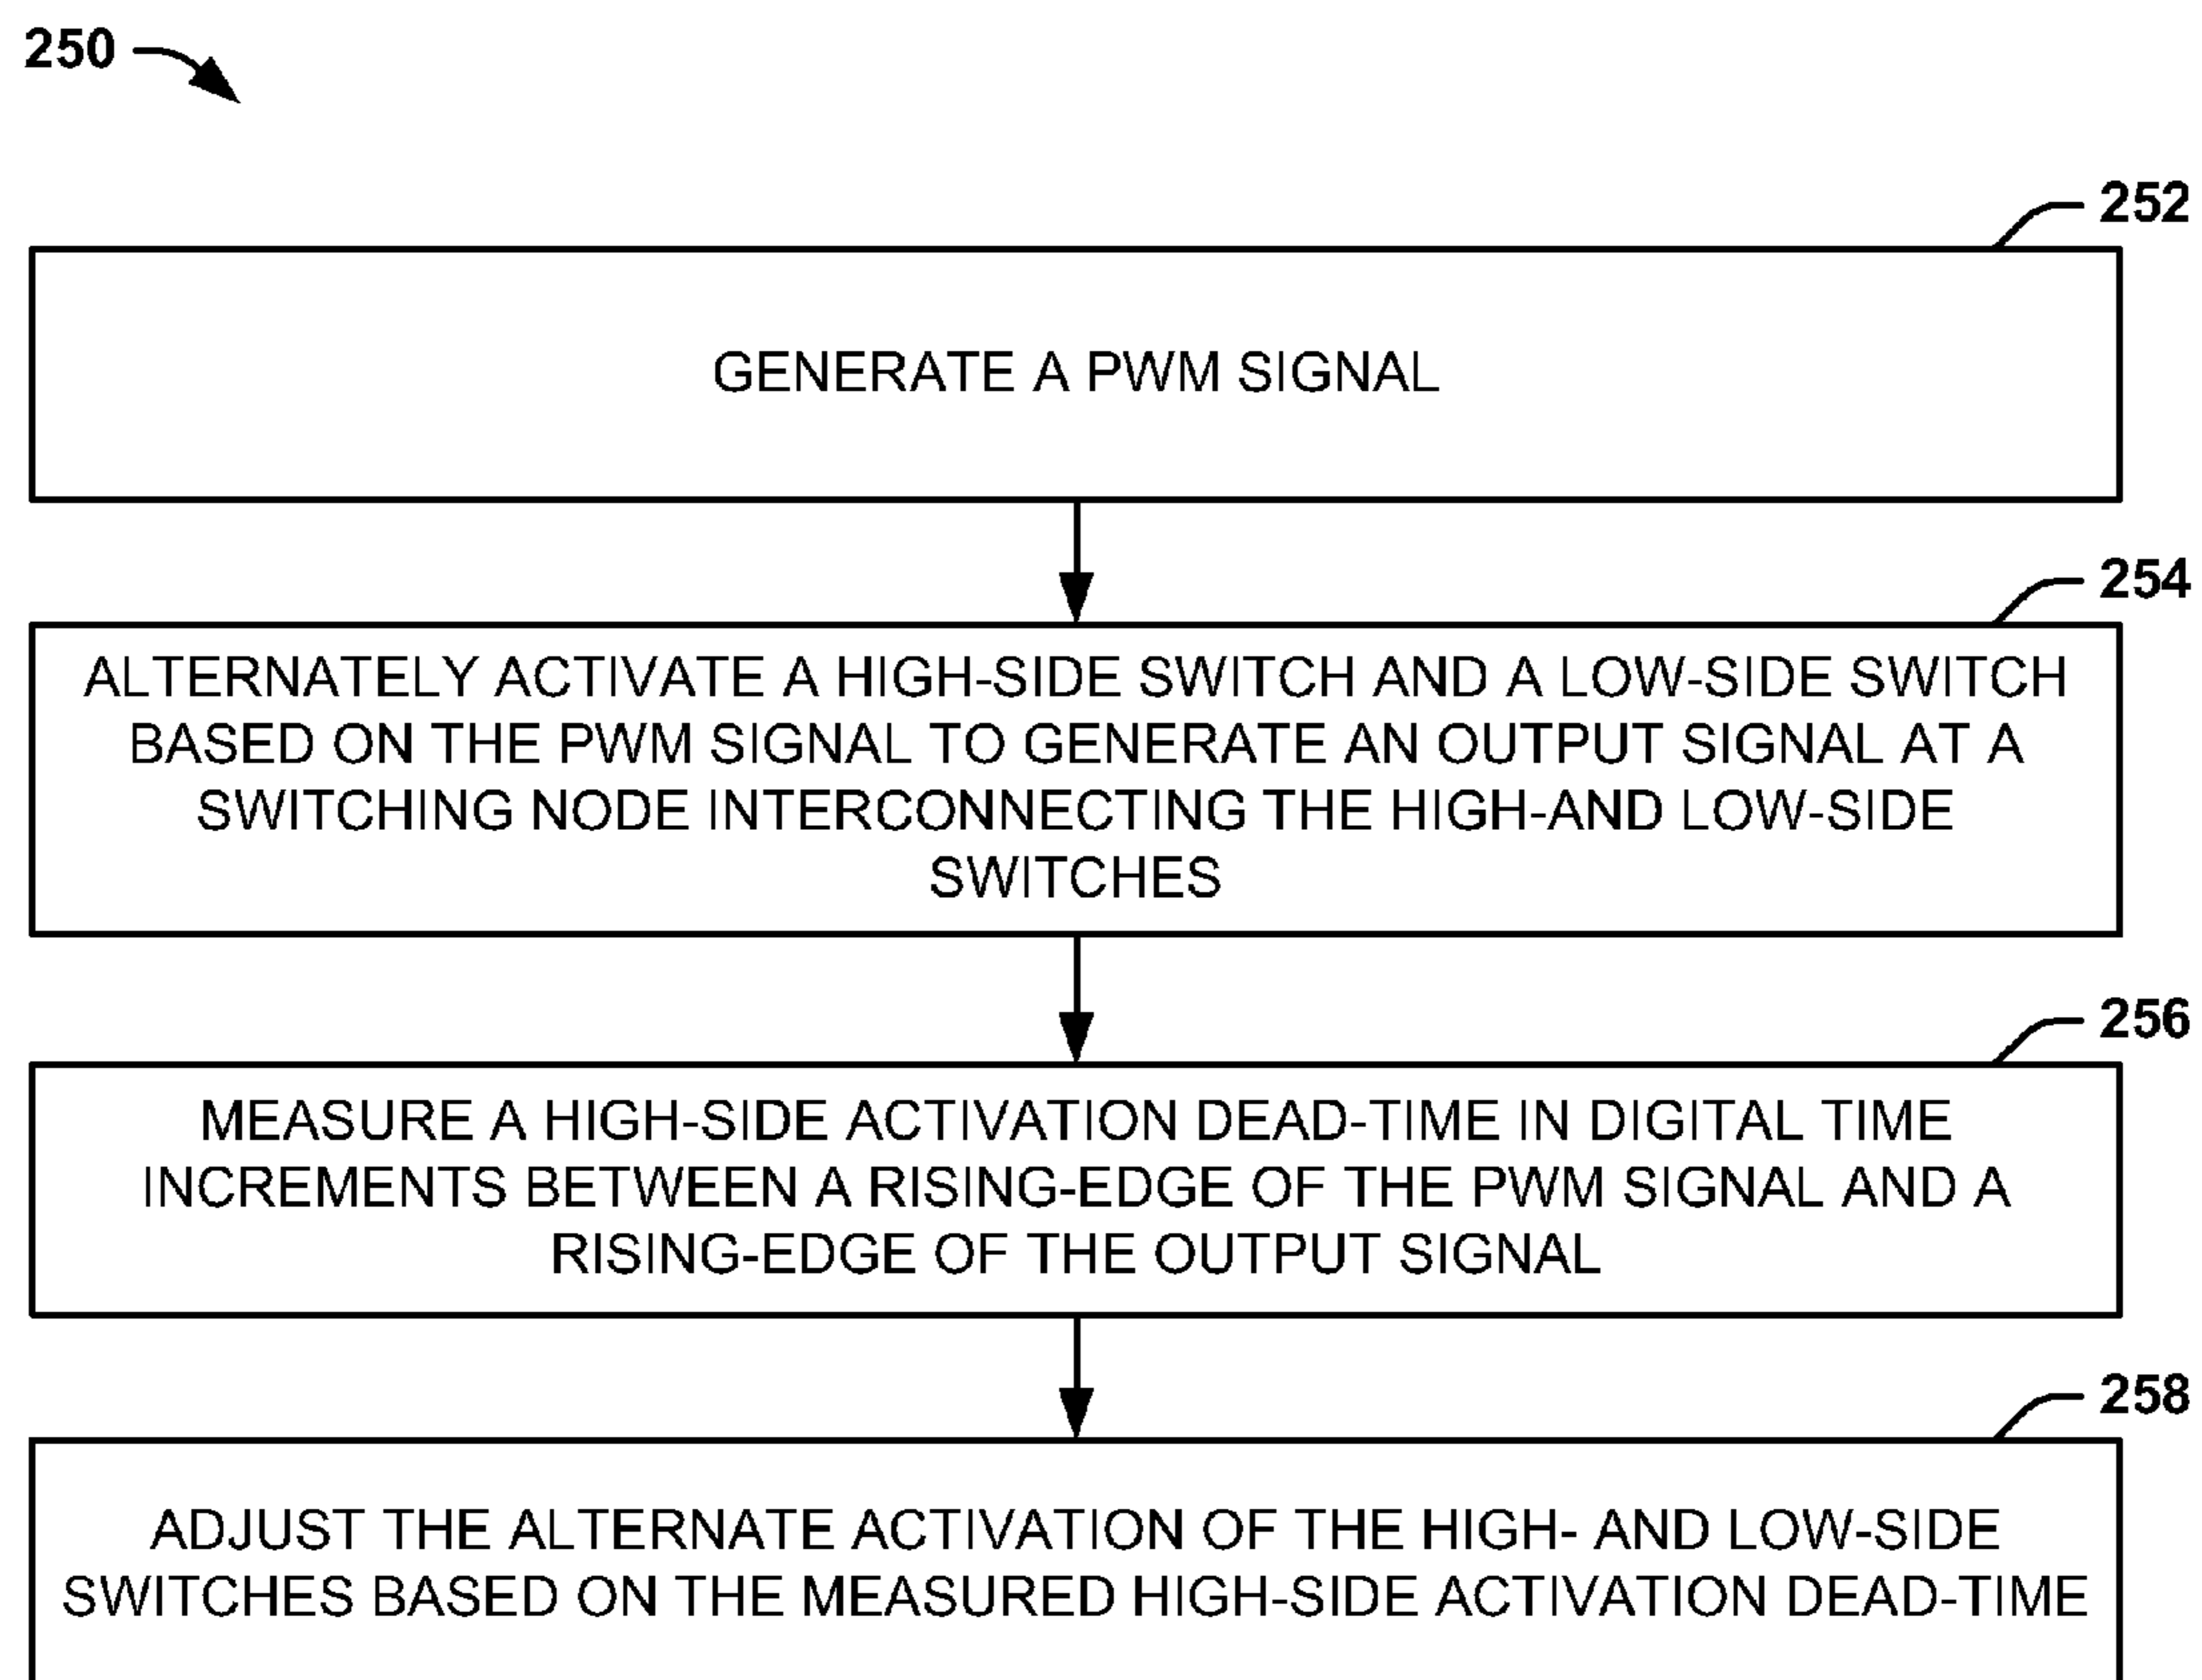 250
252
GENERATE A PWM SIGNAL
254
ALTERNATELY ACTIVATE A HIGH-SIDE SWITCH AND A LOW-SIDE SWITCH
BASED ON THE PWM SIGNAL TO GENERATE AN OUTPUT SIGNAL AT A
SWITCHING NODE INTERCONNECTING THE HIGH-AND LOW-SIDE
SWITCHES
256
MEASURE A HIGH-SIDE ACTIVATION DEAD-TIME IN DIGITAL TIME
INCREMENTS BETWEEN A RISING-EDGE OF THE PWM SIGNAL AND A
RISING-EDGE OF THE OUTPUT SIGNAL
258
ADJUST THE ALTERNATE ACTIVATION OF THE HIGH- AND LOW-SIDE
SWITCHES BASED ON THE MEASURED HIGH-SIDE ACTIVATION DEAD-TIME